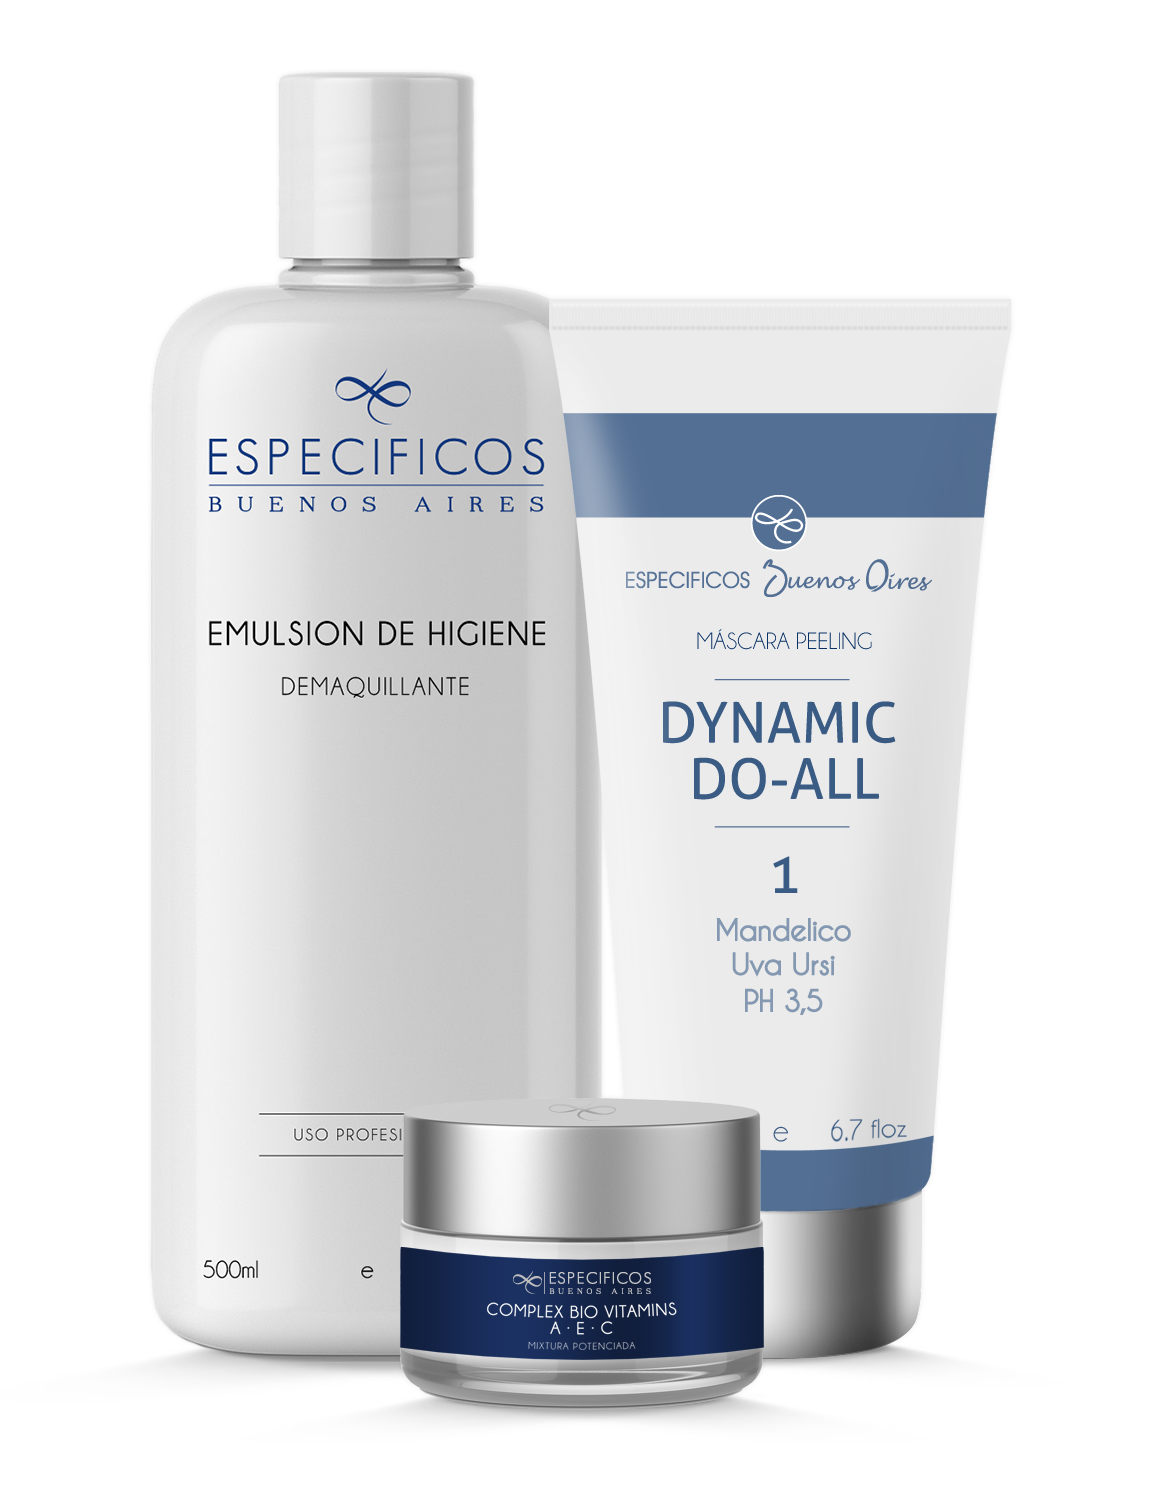 ESPECIFICOS
BUENOS AIRES
EMULSION DE HIGIENE
DEMAQUILLANTE
USO
500ml e
ESPECIFICOS Buenos Aires
MÁSCARA PEELING
DYNAMIC
DO-ALL
1
Mandelico
Uva Ursi
PH 3,5
e 6.7 floz
ESPECIFICOS
BUENOS AIRES
COMPLEX BIO VITAMINS
A · E · C
MIXTURA POTENCIADA